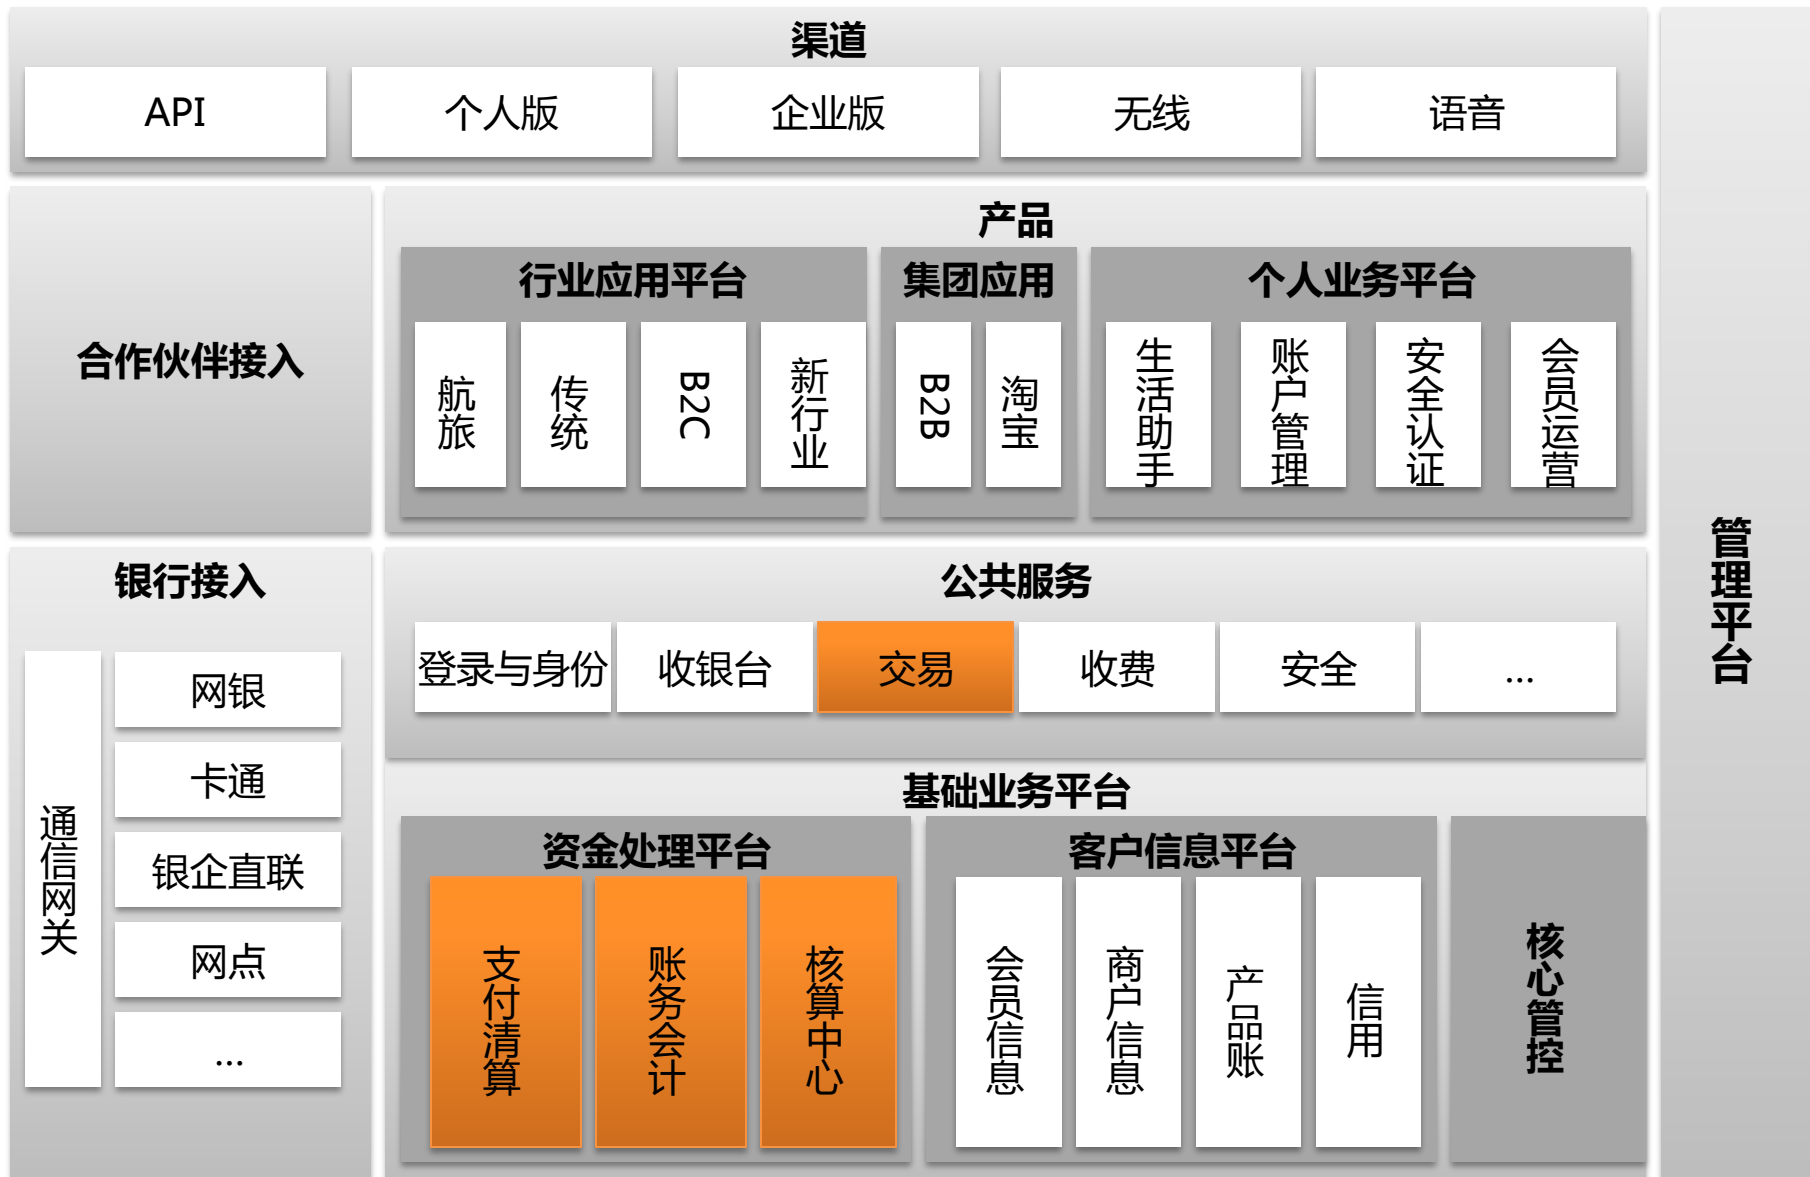 渠道
API
个人版
企业版
无线
语音
合作伙伴接入
产品
行业应用平台
航旅
传统
B2C
新行业
集团应用
B2B
淘宝
个人业务平台
生活助手
账户管理
安全认证
会员运营
银行接入
通信网关
网银
卡通
银企直联
网点
...
公共服务
登录与身份
收银台
交易
收费
安全
...
基础业务平台
资金处理平台
支付清算
账务会计
核算中心
客户信息平台
会员信息
商户信息
产品账
信用
核心管控
管理平台